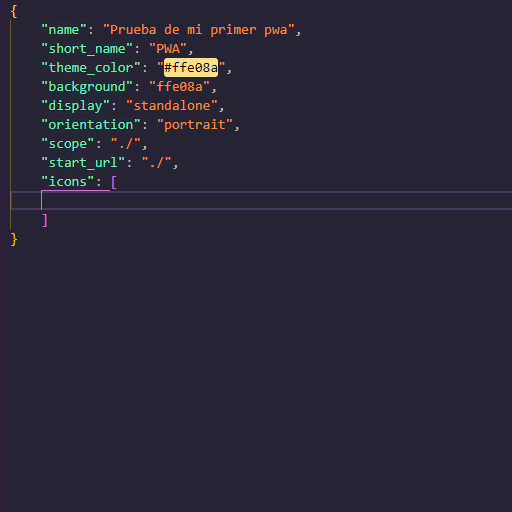 {
"name": "Prueba de mi primer pwa",
"short_name": "PWA",
"theme_color": "#ffe08a",
"background": "ffe08a",
"display": "standalone",
"orientation": "portrait",
"scope": "./",
"start_url": "./",
"icons": [
]
}